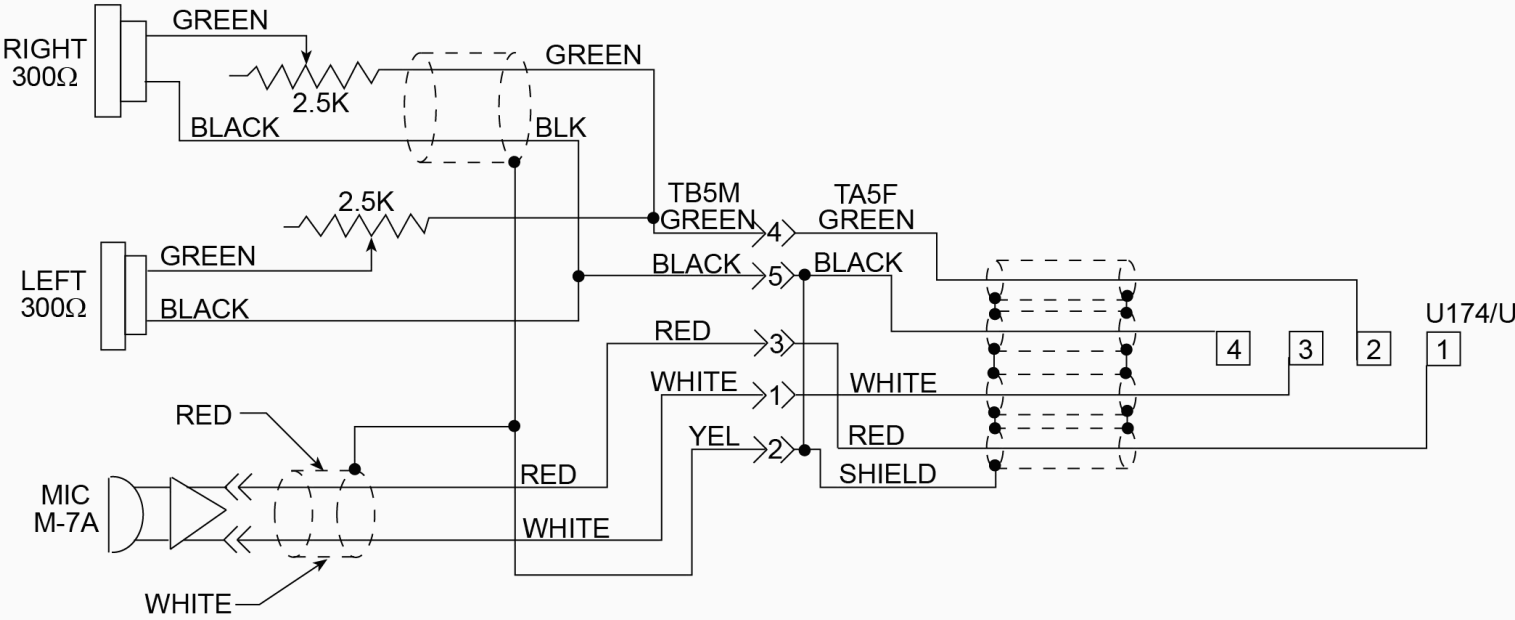 GREEN
RIGHT
300Ω
2.5K
GREEN
BLACK
BLK
2.5K
TB5M
TA5F
GREEN
GREEN
4
LEFT
300Ω
GREEN
BLACK
BLACK
5
BLACK
RED
3
U174/U
4
3
2
1
WHITE
1
WHITE
RED
YEL
2
RED
SHIELD
MIC
M-7A
RED
WHITE
WHITE